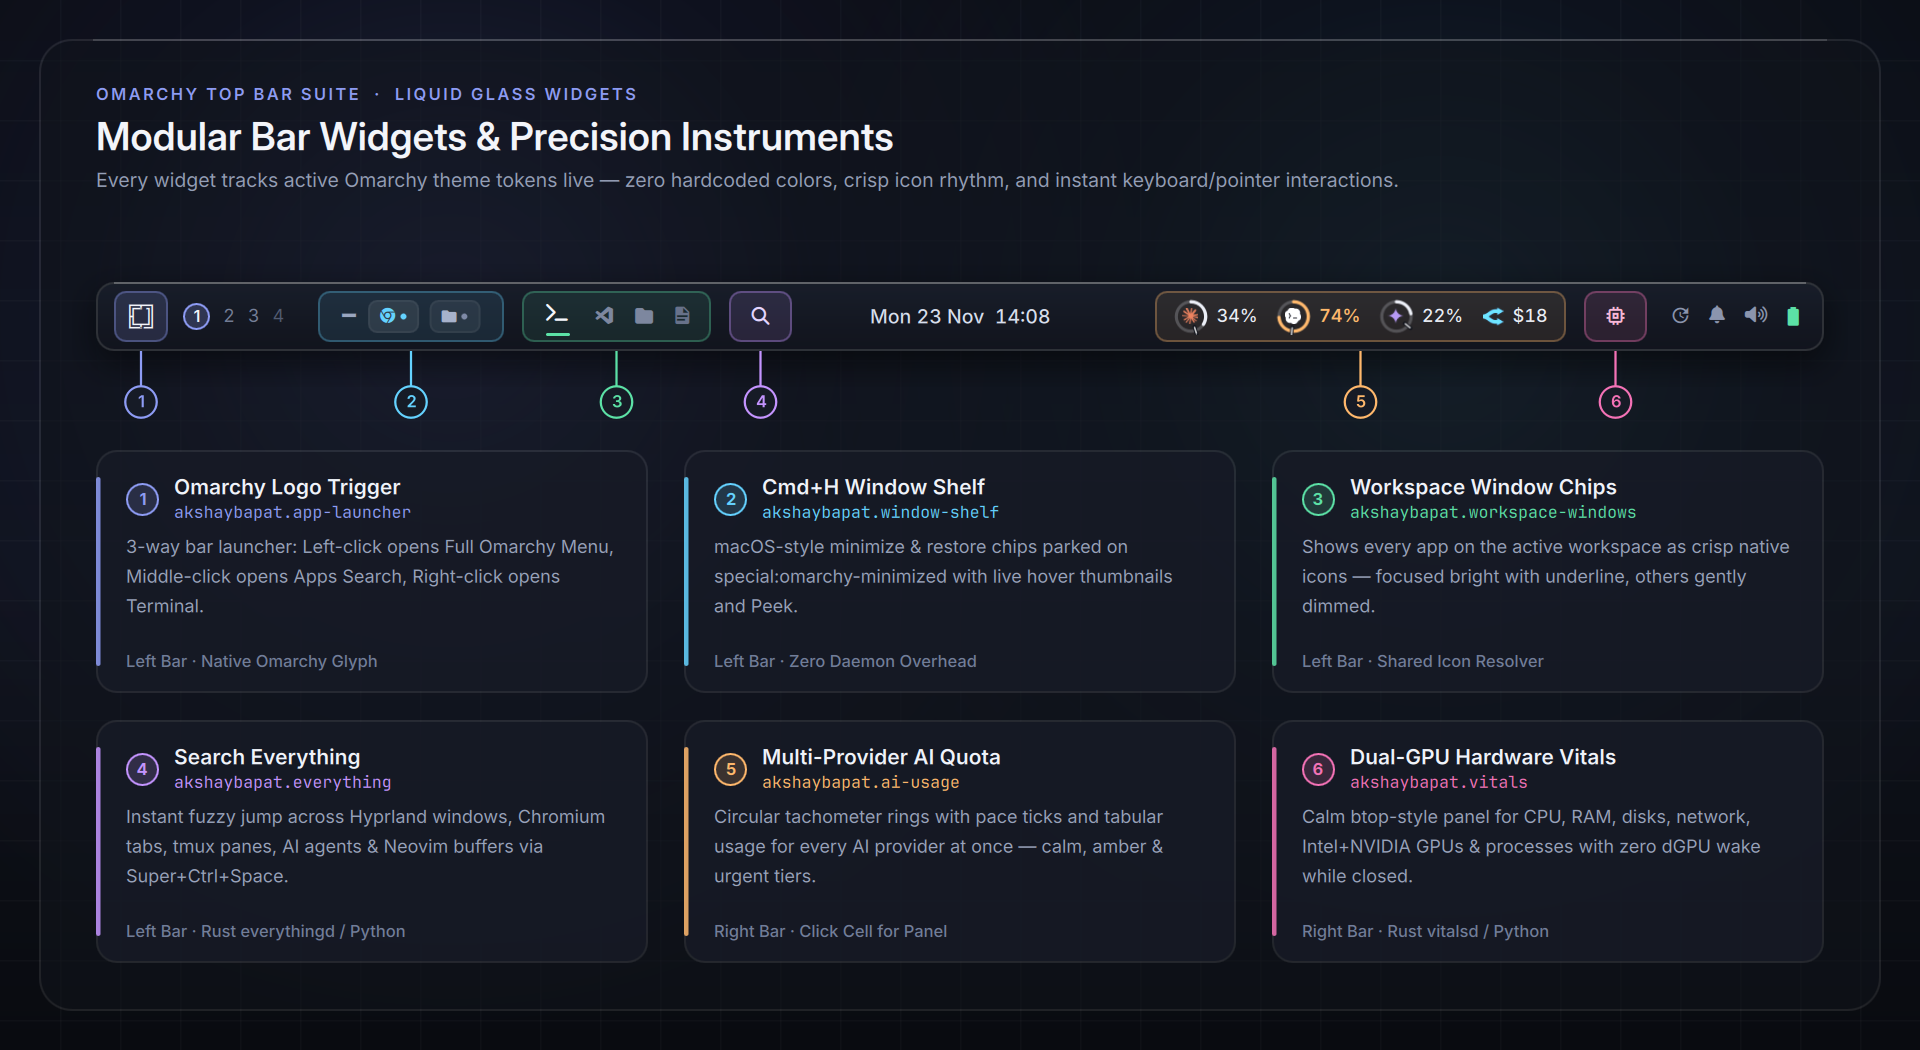 OMARCHY TOP BAR SUITE · LIQUID GLASS WIDGETS
Modular Bar Widgets & Precision Instruments
Every widget tracks active Omarchy theme tokens live — zero hardcoded colors, crisp icon rhythm, and instant keyboard/pointer interactions.
1 2 3 4 Mon 23 Nov 14:08 34% 74% 22% $18
1 2 3 4 5 6
1 Omarchy Logo Trigger
akshaybapat.app-launcher
3-way bar launcher: Left-click opens Full Omarchy Menu,
Middle-click opens Apps Search, Right-click opens
Terminal.
Left Bar · Native Omarchy Glyph
2 Cmd+H Window Shelf
akshaybapat.window-shelf
macOS-style minimize & restore chips parked on
special:omarchy-minimized with live hover thumbnails
and Peek.
Left Bar · Zero Daemon Overhead
3 Workspace Window Chips
akshaybapat.workspace-windows
Shows every app on the active workspace as crisp native
icons — focused bright with underline, others gently
dimmed.
Left Bar · Shared Icon Resolver
4 Search Everything
akshaybapat.everything
Instant fuzzy jump across Hyprland windows, Chromium
tabs, tmux panes, AI agents & Neovim buffers via
Super+Ctrl+Space.
Left Bar · Rust everythingd / Python
5 Multi-Provider AI Quota
akshaybapat.ai-usage
Circular tachometer rings with pace ticks and tabular
usage for every AI provider at once — calm, amber &
urgent tiers.
Right Bar · Click Cell for Panel
6 Dual-GPU Hardware Vitals
akshaybapat.vitals
Calm btop-style panel for CPU, RAM, disks, network,
Intel+NVIDIA GPUs & processes with zero dGPU wake
while closed.
Right Bar · Rust vitalsd / Python